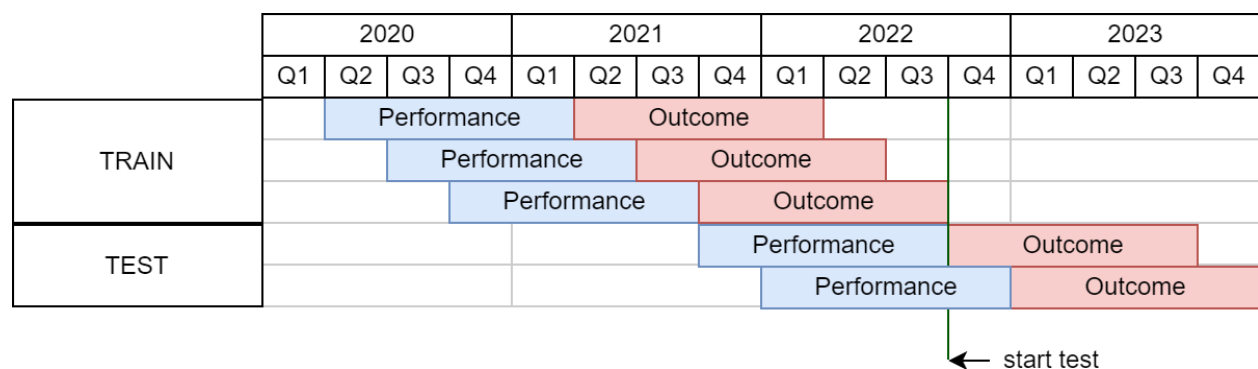 2020 2021 2022 2023
Q1 Q2 Q3 Q4 Q1 Q2 Q3 Q4 Q1 Q2 Q3 Q4 Q1 Q2 Q3 Q4
TRAIN
Performance Outcome
Performance Outcome
Performance Outcome
TEST
Performance Outcome
Performance Outcome
start test